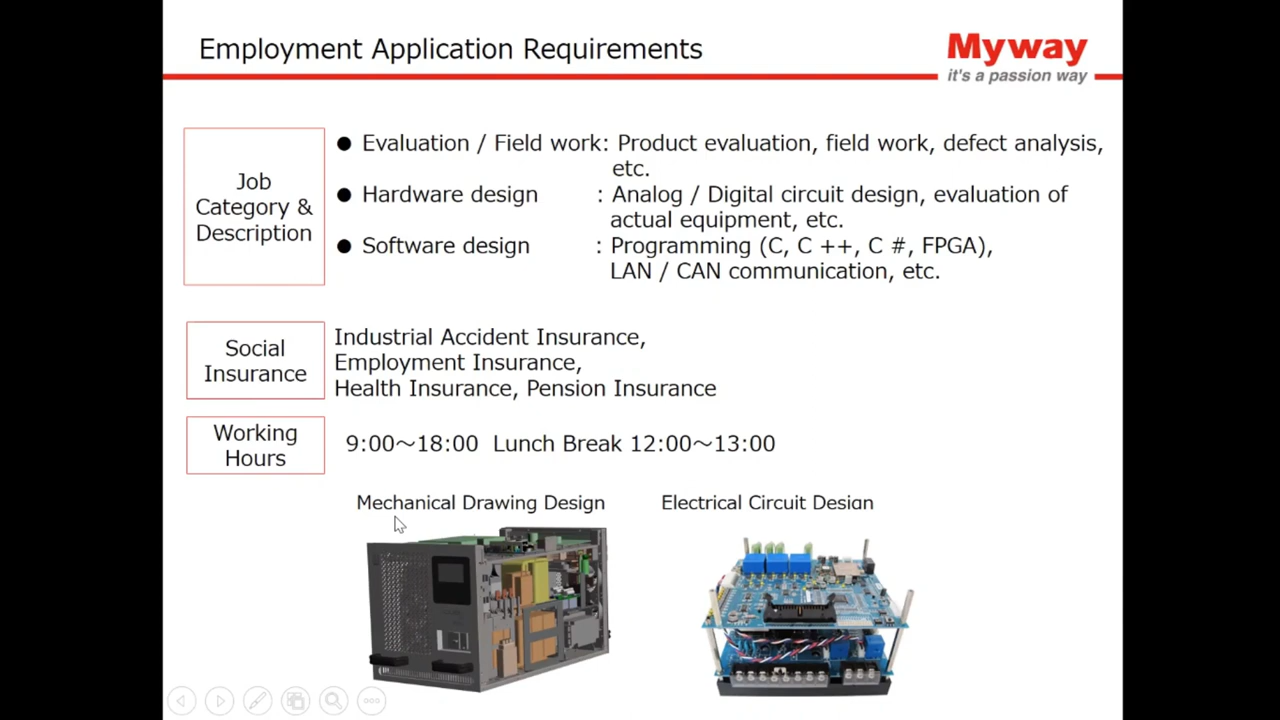 Employment Application Requirements
Myway
it's a passion way
Job
Category &
Description
● Evaluation / Field work: Product evaluation, field work, defect analysis,
etc.
● Hardware design : Analog / Digital circuit design, evaluation of
actual equipment, etc.
● Software design : Programming (C, C ++, C #, FPGA),
LAN / CAN communication, etc.
Social
Insurance
Industrial Accident Insurance,
Employment Insurance,
Health Insurance, Pension Insurance
Working
Hours
9:00～18:00 Lunch Break 12:00～13:00
Mechanical Drawing Design
Electrical Circuit Design